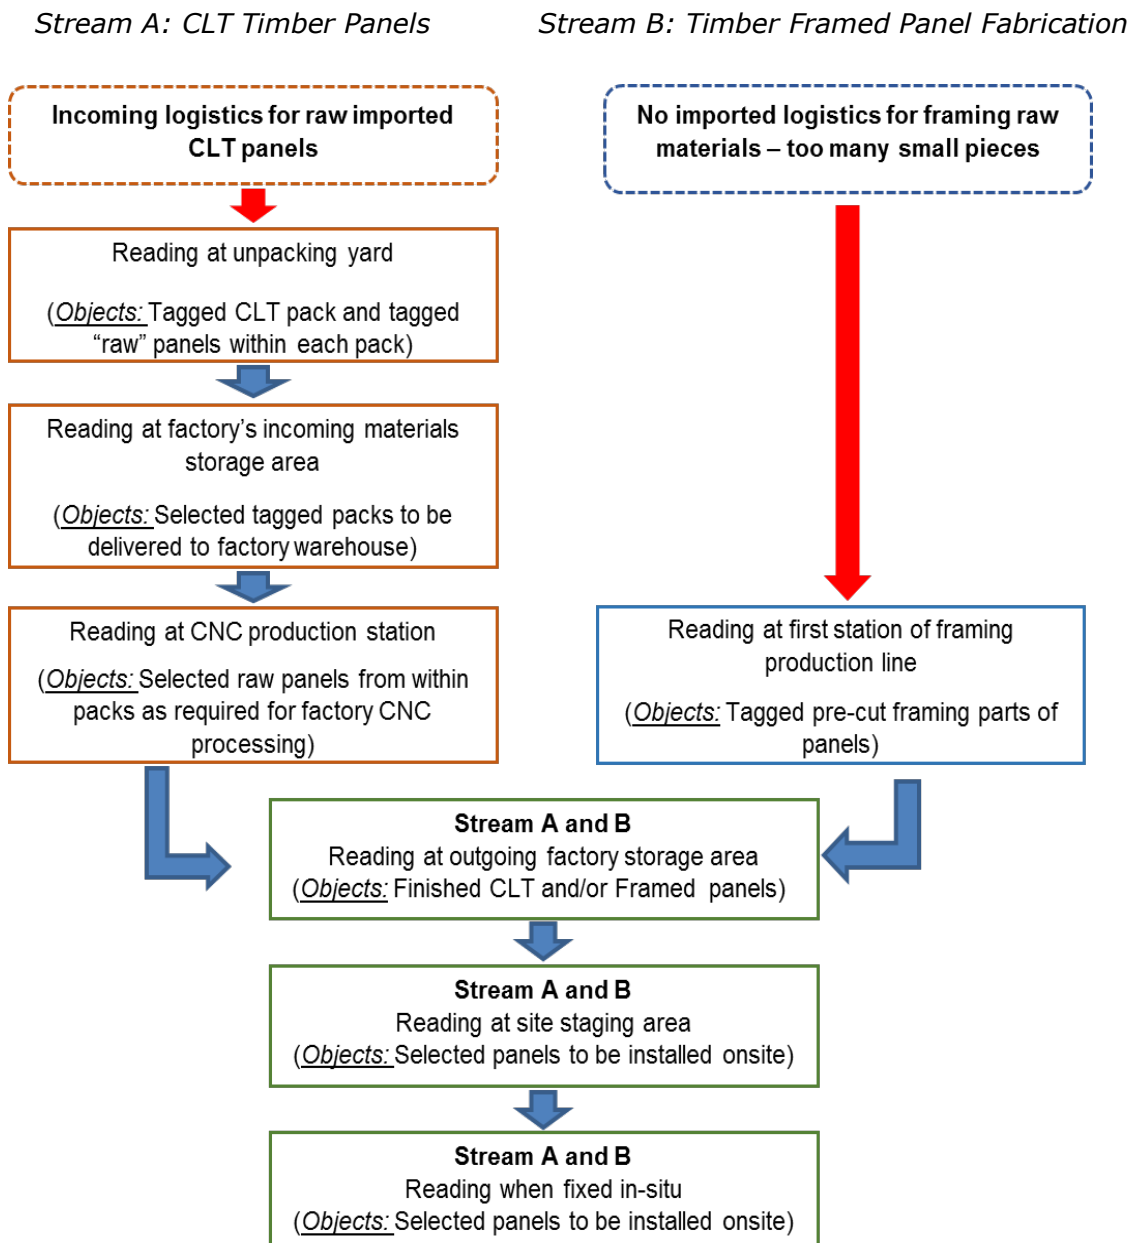 Stream A: CLT Timber Panels
Stream B: Timber Framed Panel Fabrication
Incoming logistics for raw imported
CLT panels
No imported logistics for framing raw
materials – too many small pieces
Reading at unpacking yard
(Objects: Tagged CLT pack and tagged
“raw” panels within each pack)
Reading at factory’s incoming materials
storage area
(Objects: Selected tagged packs to be
delivered to factory warehouse)
Reading at CNC production station
(Objects: Selected raw panels from within
packs as required for factory CNC
processing)
Reading at first station of framing
production line
(Objects: Tagged pre-cut framing parts of
panels)
Stream A and B
Reading at outgoing factory storage area
(Objects: Finished CLT and/or Framed panels)
Stream A and B
Reading at site staging area
(Objects: Selected panels to be installed onsite)
Stream A and B
Reading when fixed in-situ
(Objects: Selected panels to be installed onsite)